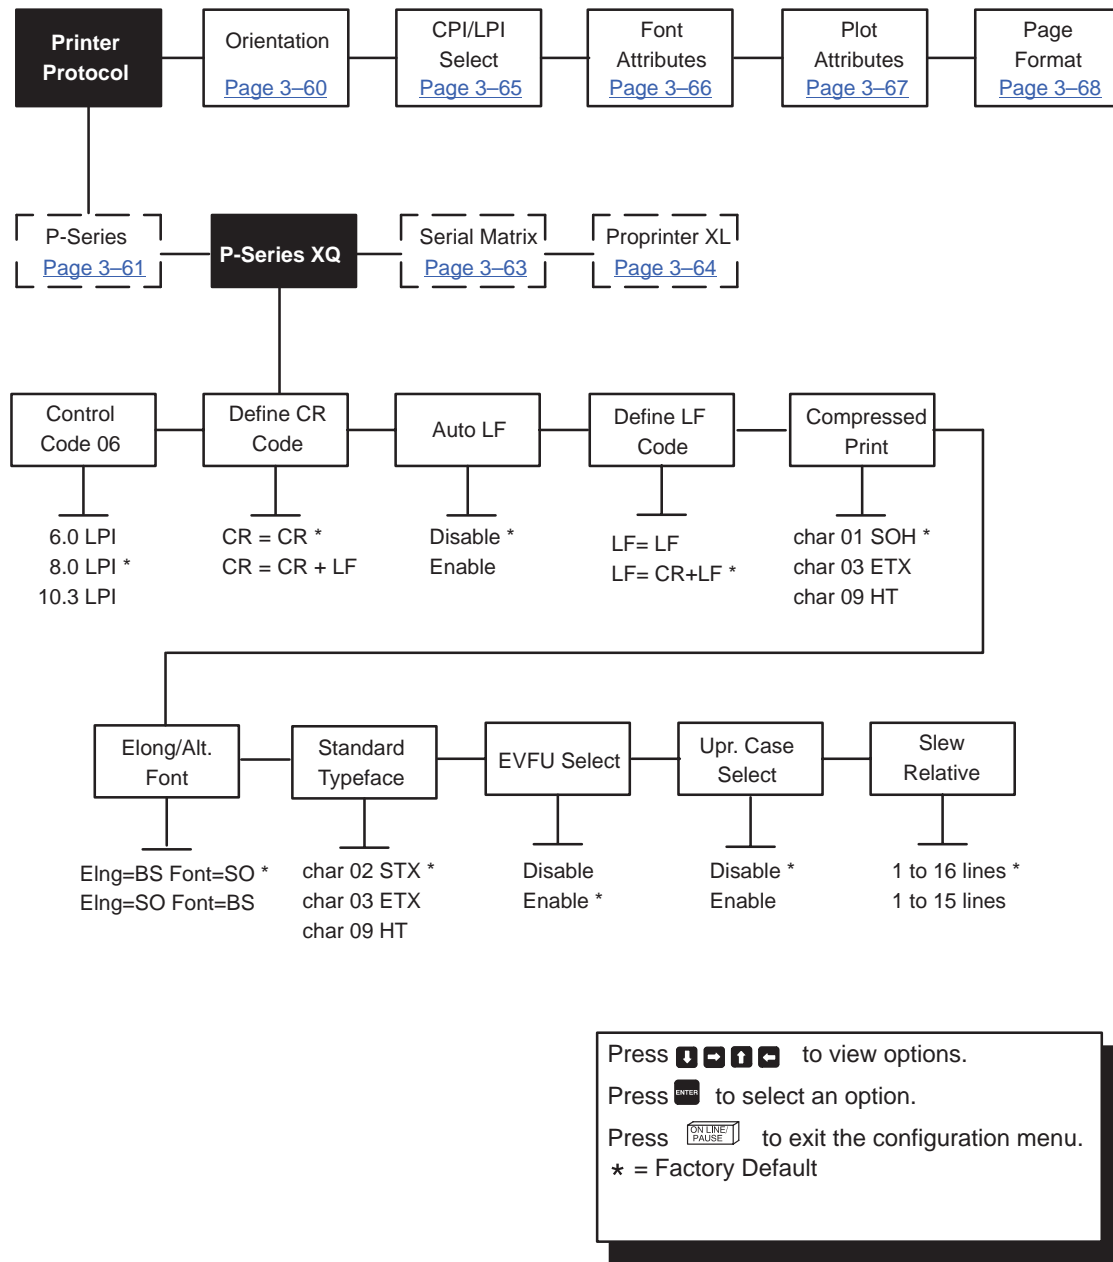 Printer
Protocol
Orientation
Page 3–60
CPI/LPI
Select
Page 3–65
Font
Attributes
Page 3–66
Plot
Attributes
Page 3–67
Page
Format
Page 3–68
P-Series
Page 3–61
P-Series XQ
Serial Matrix
Page 3–63
Proprinter XL
Page 3–64
Control
Code 06
6.0 LPI
8.0 LPI *
10.3 LPI
Define CR
Code
CR = CR *
CR = CR + LF
Auto LF
Disable *
Enable
Define LF
Code
LF= LF
LF= CR+LF *
Compressed
Print
char 01 SOH *
char 03 ETX
char 09 HT
Elong/Alt.
Font
Elng=BS Font=SO *
Elng=SO Font=BS
Standard
Typeface
char 02 STX *
char 03 ETX
char 09 HT
EVFU Select
Disable
Enable *
Upr. Case
Select
Disable *
Enable
Slew
Relative
1 to 16 lines *
1 to 15 lines
Press to view options.
Press ENTER to select an option.
Press ON LINE/ PAUSE to exit the configuration menu.
* = Factory Default